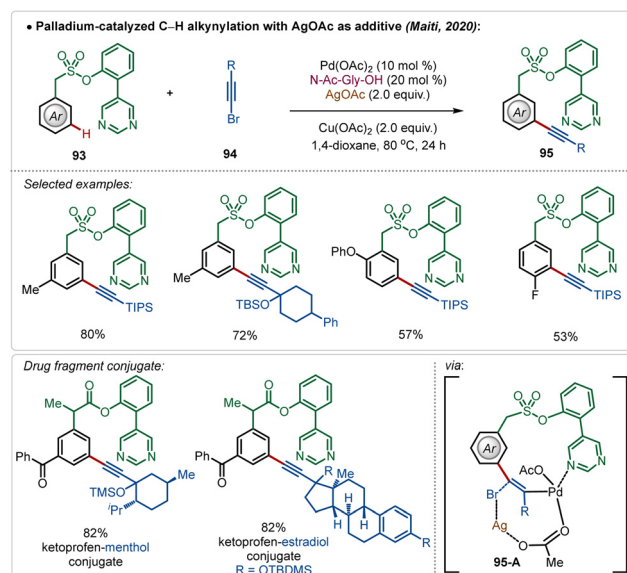 • Palladium-catalyzed C–H alkynylation with AgOAc as additive (Maiti, 2020):
O O
S
O
Ar
H
N N
93
+
R
Br
94
Pd(OAc)₂ (10 mol %)
N-Ac-Gly-OH (20 mol %)
AgOAc (2.0 equiv.)
Cu(OAc)₂ (2.0 equiv.)
1,4-dioxane, 80 °C, 24 h
O O
S
O
Ar
N N
R
95
Selected examples:
O O
S
O
N N
Me
TIPS
80%
O O
S
O
N N
Me
TBSO
Ph
72%
O O
S
O
PhO
N N
TIPS
57%
O O
S
O
N N
F
TIPS
53%
Drug fragment conjugate:
Me
O
O
N N
Ph
O
TMSO
Me
ⁱPr
82%
ketoprofen-menthol
conjugate
Me
O
O
N N
Ph
O
R
Me
H
H H
R
82%
ketoprofen-estradiol
conjugate
R = OTBDMS
via:
O O
S
O
Ar
N
N
AcO
Pd
Br
R
Ag
O
O
Me
95-A